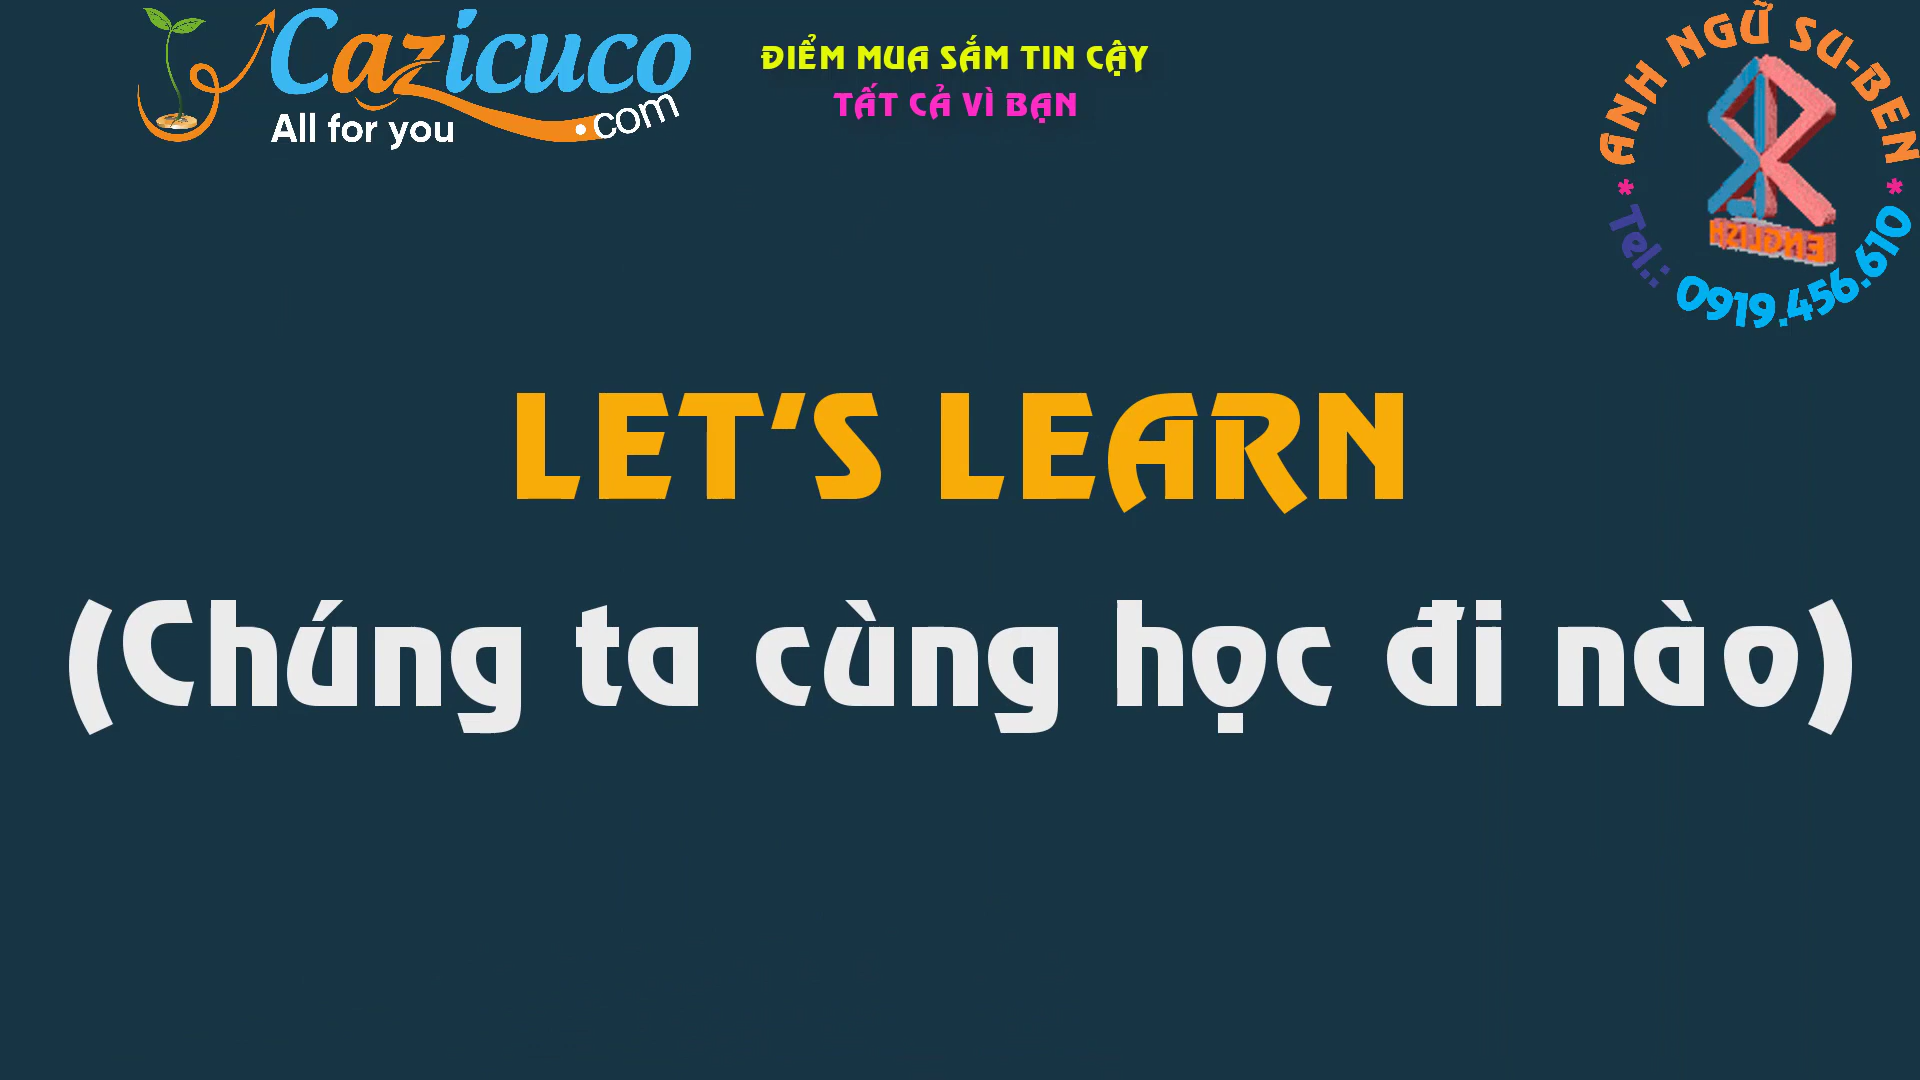 Cazicuco
.com
All for you
ĐIỂM MUA SẮM TIN CẬY
TẤT CẢ VÌ BẠN
ANH NGỮ SU-BEN
ENGLISH
* Tel.: 0919.456.610 *
LET'S LEARN
(Chúng ta cùng học đi nào)